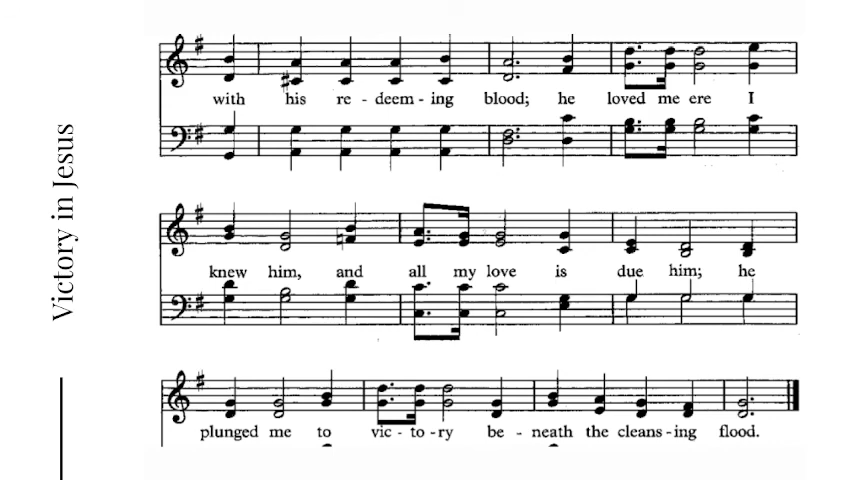 Victory in Jesus
with his re - deem - ing blood; he loved me ere I
knew him, and all my love is due him; he
plunged me to vic - to - ry be - neath the cleans - ing flood.